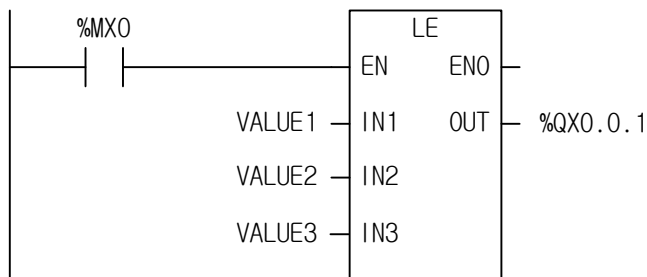 %MX0 LE
EN ENO
VALUE1 IN1 OUT %QX0.0.1
VALUE2 IN2
VALUE3 IN3